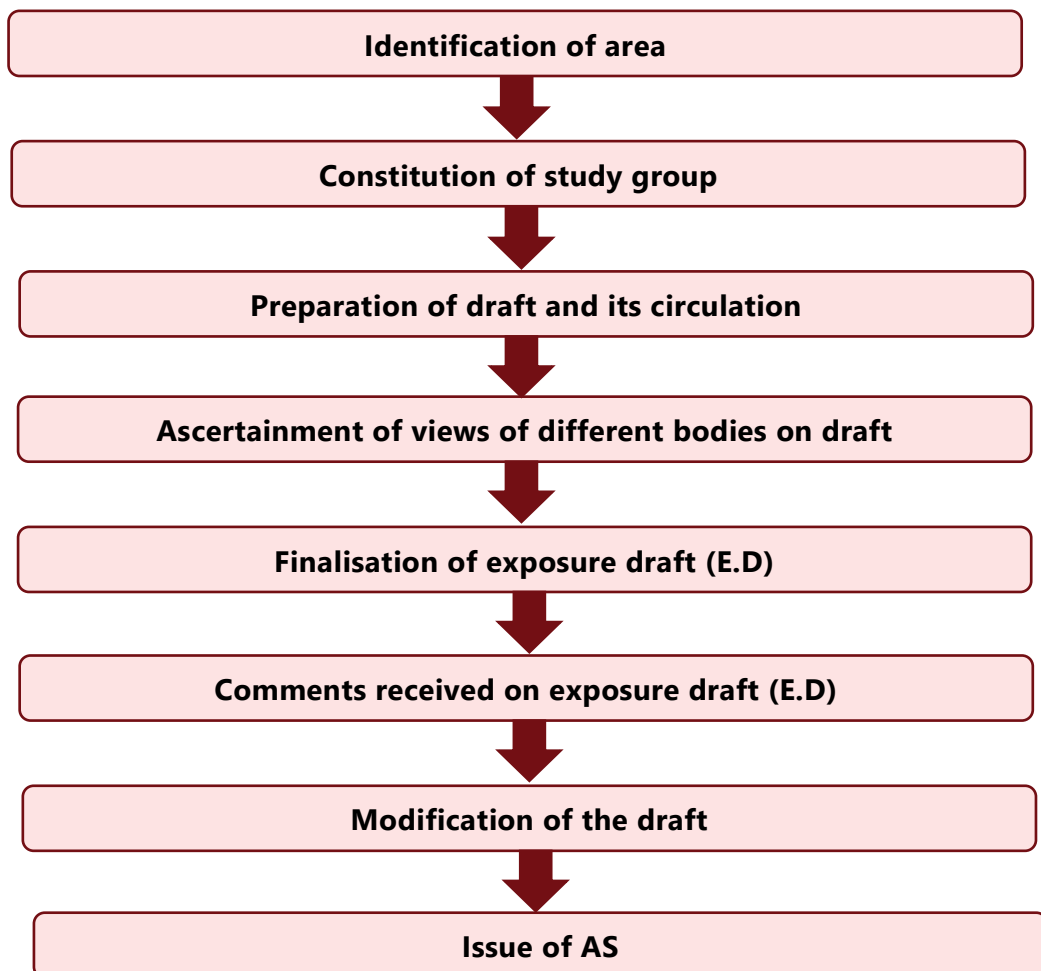 Identification of area
Constitution of study group
Preparation of draft and its circulation
Ascertainment of views of different bodies on draft
Finalisation of exposure draft (E.D)
Comments received on exposure draft (E.D)
Modification of the draft
Issue of AS